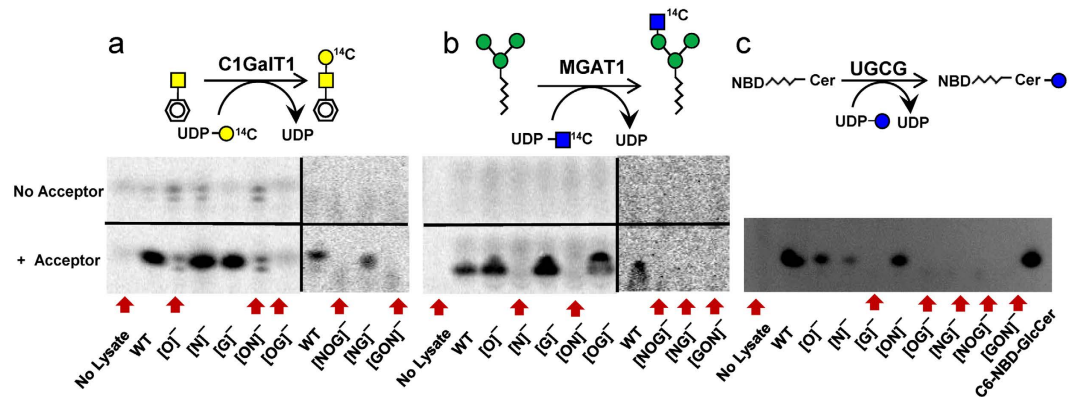 a
C1GalT1
14C
UDP
14C
UDP
b
MGAT1
14C
UDP
14C
UDP
c
NBD
Cer
UGCG
NBD
Cer
UDP
UDP
No Acceptor
+ Acceptor
No Lysate
WT
[O]⁻
[N]⁻
[G]⁻
[ON]⁻
[OG]⁻
WT
[NOG]⁻
[NG]⁻
[GON]⁻
No Lysate
WT
[O]⁻
[N]⁻
[G]⁻
[ON]⁻
[OG]⁻
WT
[NOG]⁻
[NG]⁻
[GON]⁻
No Lysate
WT
[O]⁻
[N]⁻
[G]⁻
[ON]⁻
[OG]⁻
[NG]⁻
[NOG]⁻
[GON]⁻
C6-NBD-GlcCer